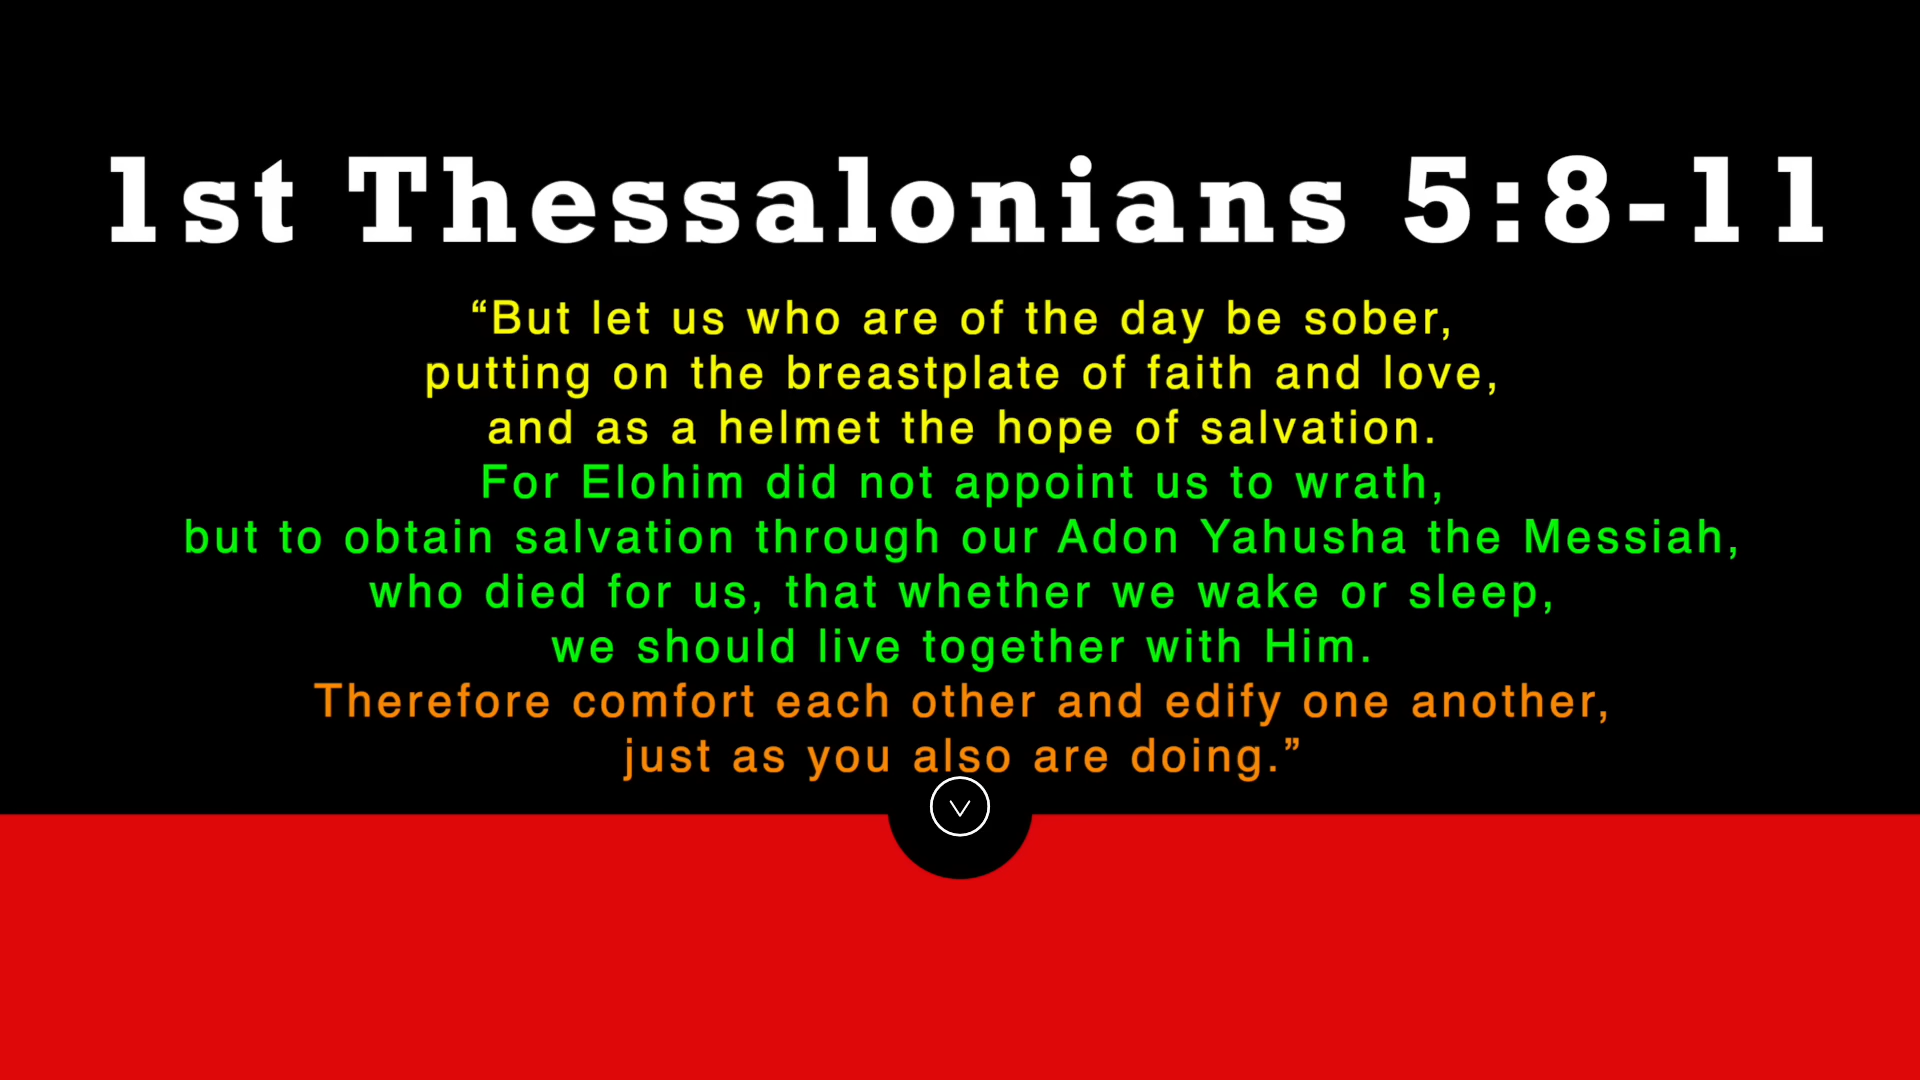 1st Thessalonians 5:8-11
“But let us who are of the day be sober,
putting on the breastplate of faith and love,
and as a helmet the hope of salvation.
For Elohim did not appoint us to wrath,
but to obtain salvation through our Adon Yahusha the Messiah,
who died for us, that whether we wake or sleep,
we should live together with Him.
Therefore comfort each other and edify one another,
just as you also are doing.”